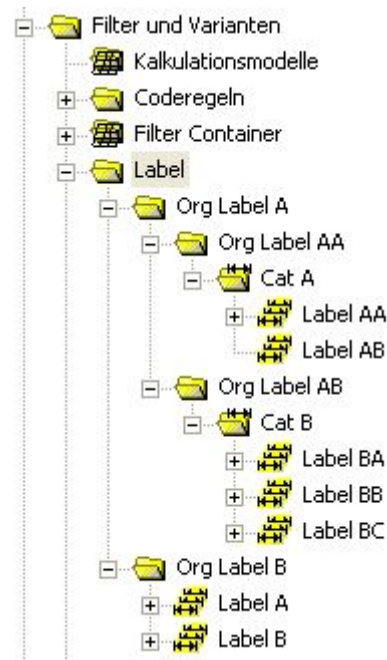 Filter und Varianten
Kalkulationsmodelle
Coderegeln
Filter Container
Label
Org Label A
Org Label AA
Cat A
Label AA
Label AB
Org Label AB
Cat B
Label BA
Label BB
Label BC
Org Label B
Label A
Label B